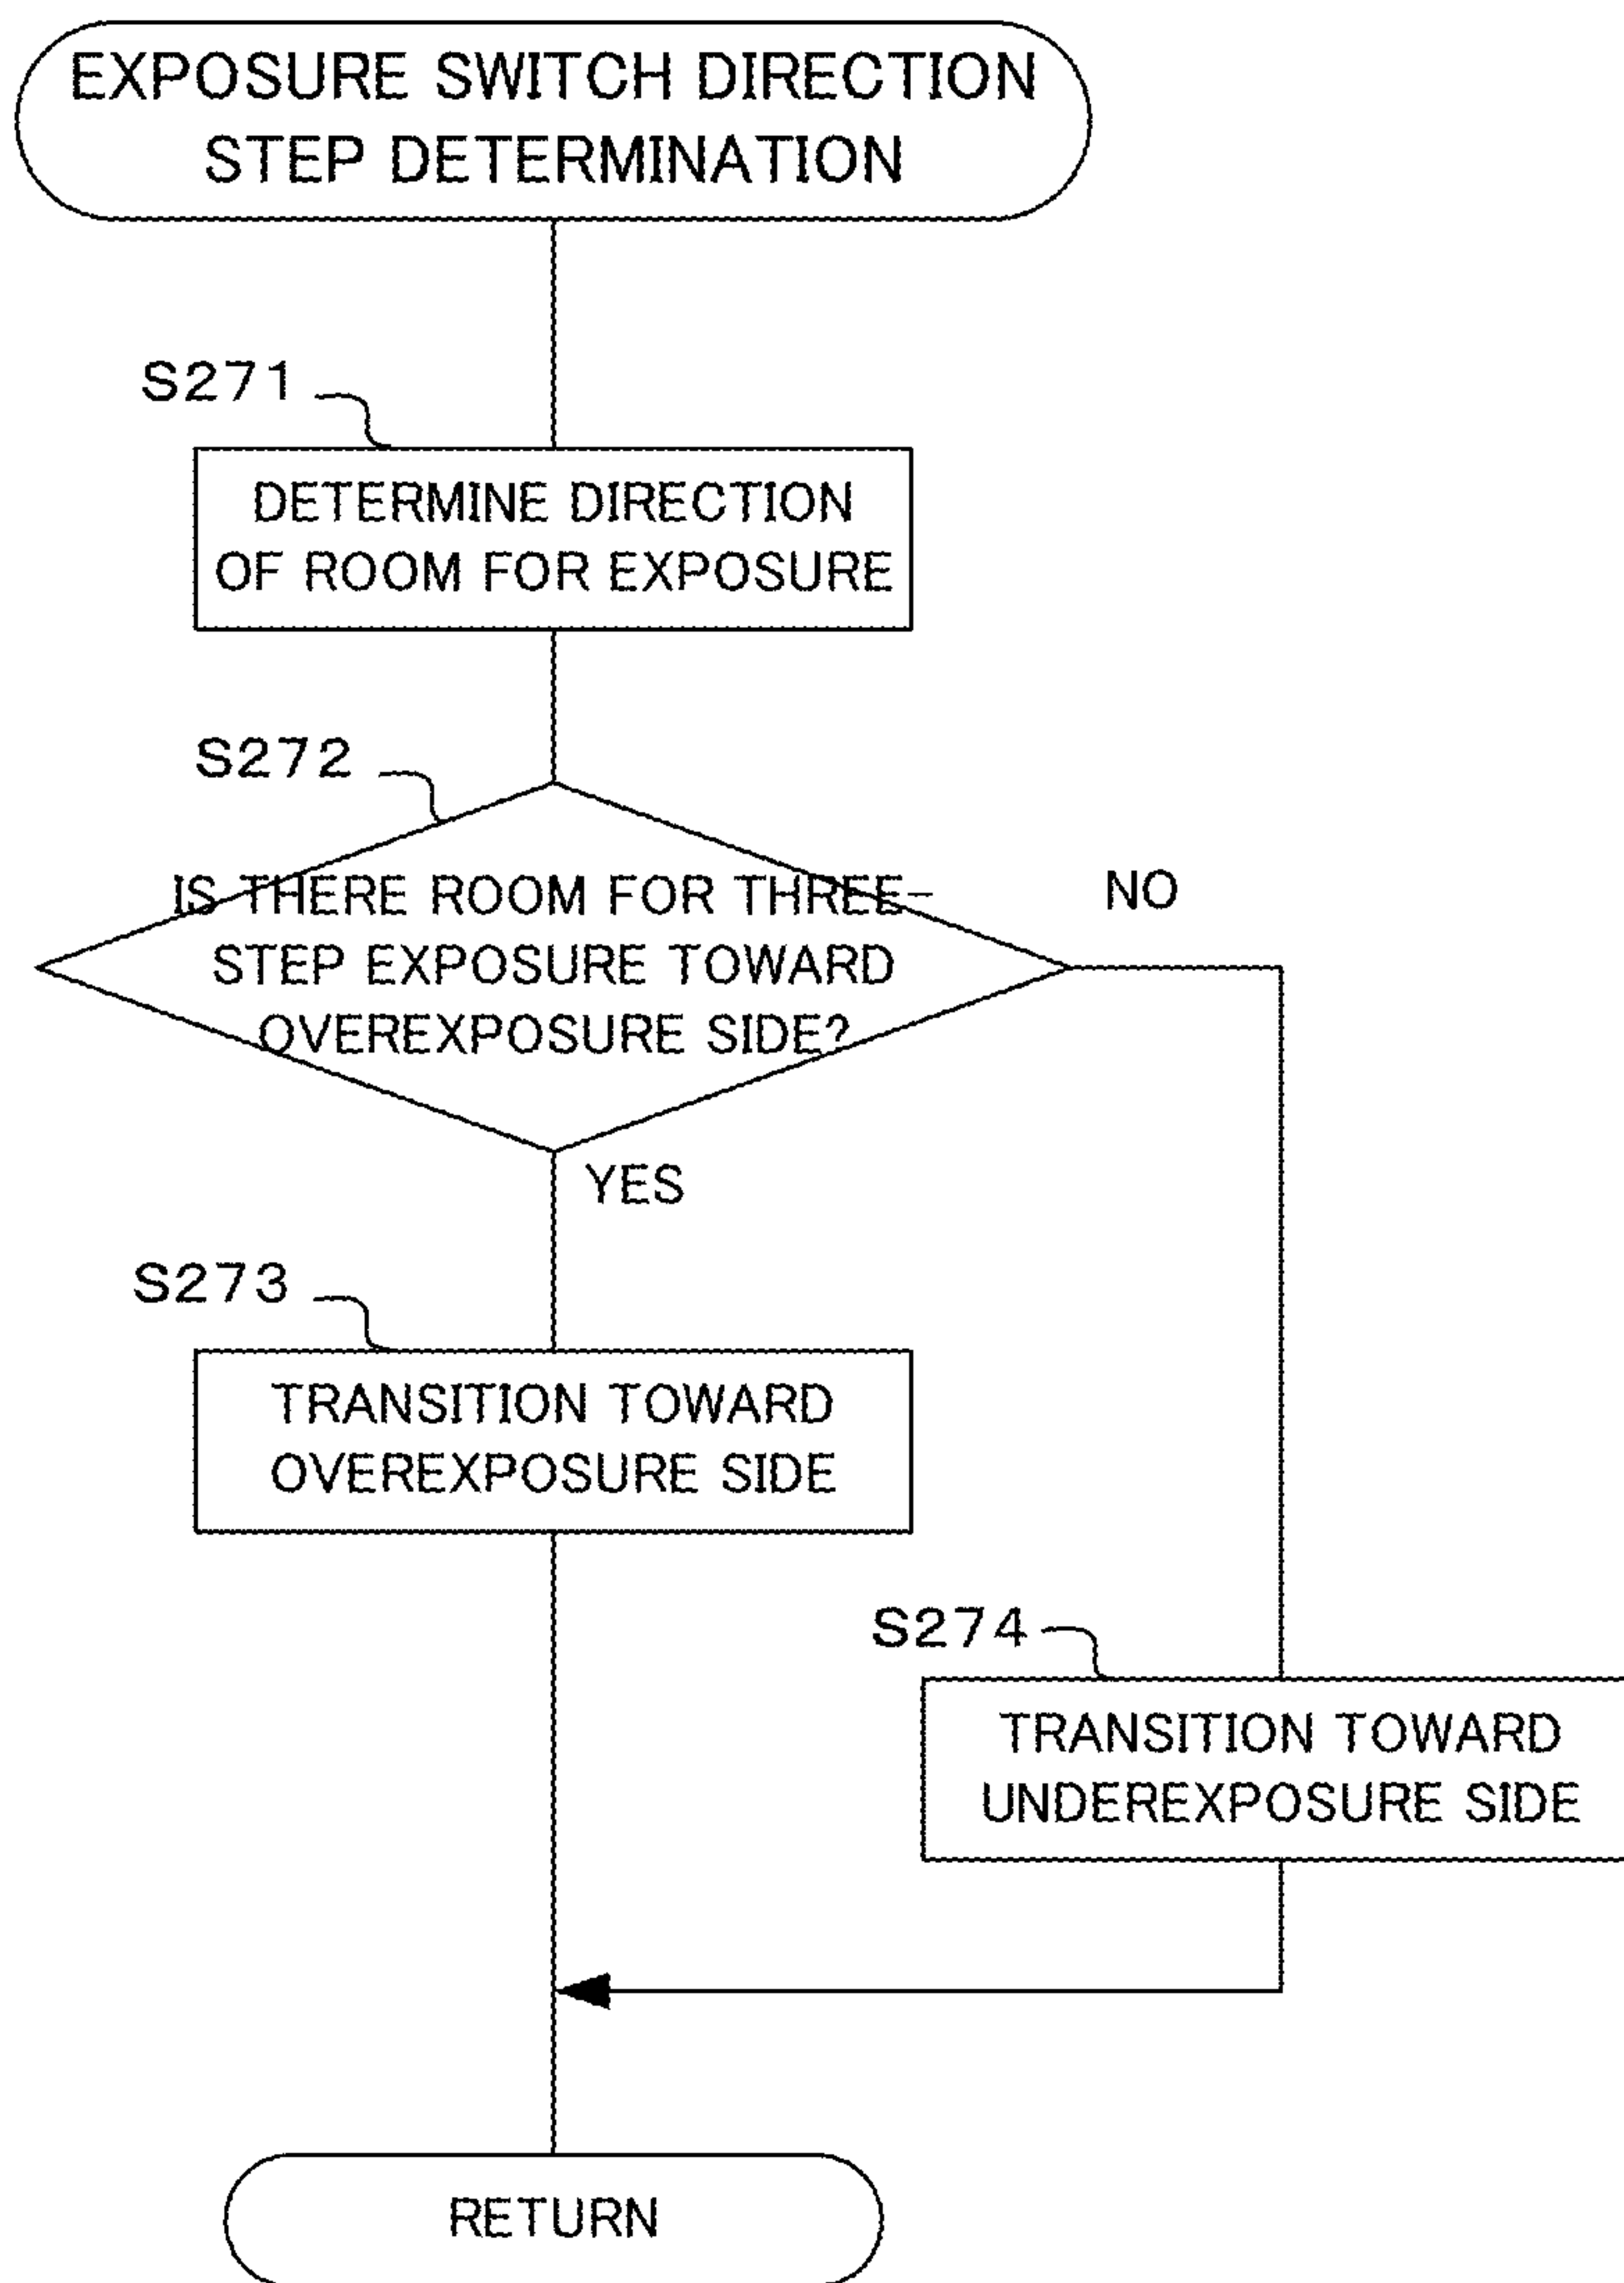 EXPOSURE SWITCH DIRECTION
STEP DETERMINATION
S271
DETERMINE DIRECTION
OF ROOM FOR EXPOSURE
S272
IS THERE ROOM FOR THREE-
STEP EXPOSURE TOWARD
OVEREXPOSURE SIDE?
NO
YES
S273
TRANSITION TOWARD
OVEREXPOSURE SIDE
S274
TRANSITION TOWARD
UNDEREXPOSURE SIDE
RETURN